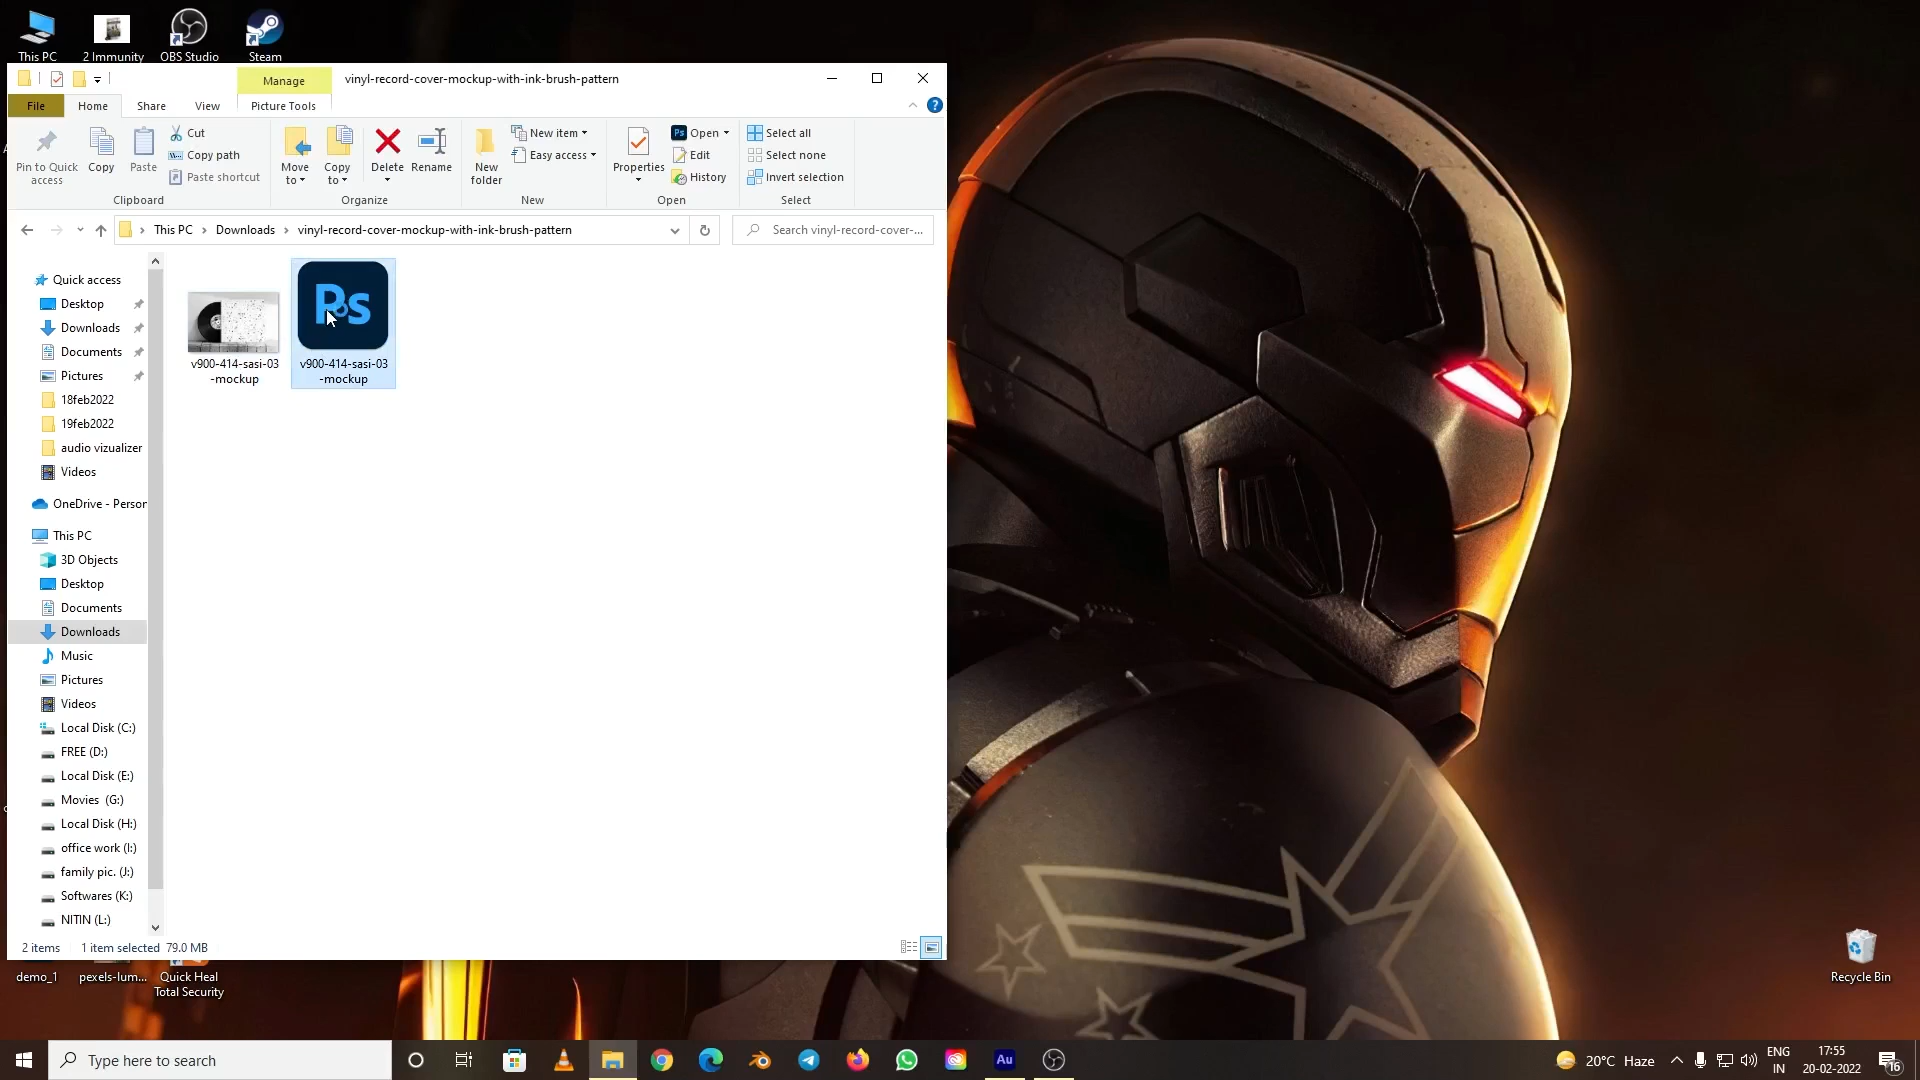 This PC
2 Immunity
OBS Studio
Steam
Manage
vinyl-record-cover-mockup-with-ink-brush-pattern
File
Home
Share
View
Picture Tools
Pin to Quick
access
Copy
Paste
Cut
Copy path
Paste shortcut
Clipboard
Move
to
Copy
to
Delete
Rename
Organize
New
folder
New item
Easy access
New
Properties
Ps Open
Edit
History
Open
Select all
Select none
Invert selection
Select
This PC
Downloads
vinyl-record-cover-mockup-with-ink-brush-pattern
Search vinyl-record-cover-...
Quick access
Desktop
Downloads
Documents
Pictures
18feb2022
19feb2022
audio vizualizer
Videos
OneDrive - Person
This PC
3D Objects
Desktop
Documents
Downloads
Music
Pictures
Videos
Local Disk (C:)
FREE (D:)
Local Disk (E:)
Movies (G:)
Local Disk (H:)
office work (I:)
family pic. (J:)
Softwares (K:)
NITIN (L:)
v900-414-sasi-03
-mockup
Ps
v900-414-sasi-03
-mockup
2 items
1 item selected 79.0 MB
demo_1
pexels-lum...
Quick Heal
Total Security
Recycle Bin
Type here to search
Au
20°C Haze
ENG
IN
17:55
20-02-2022
16